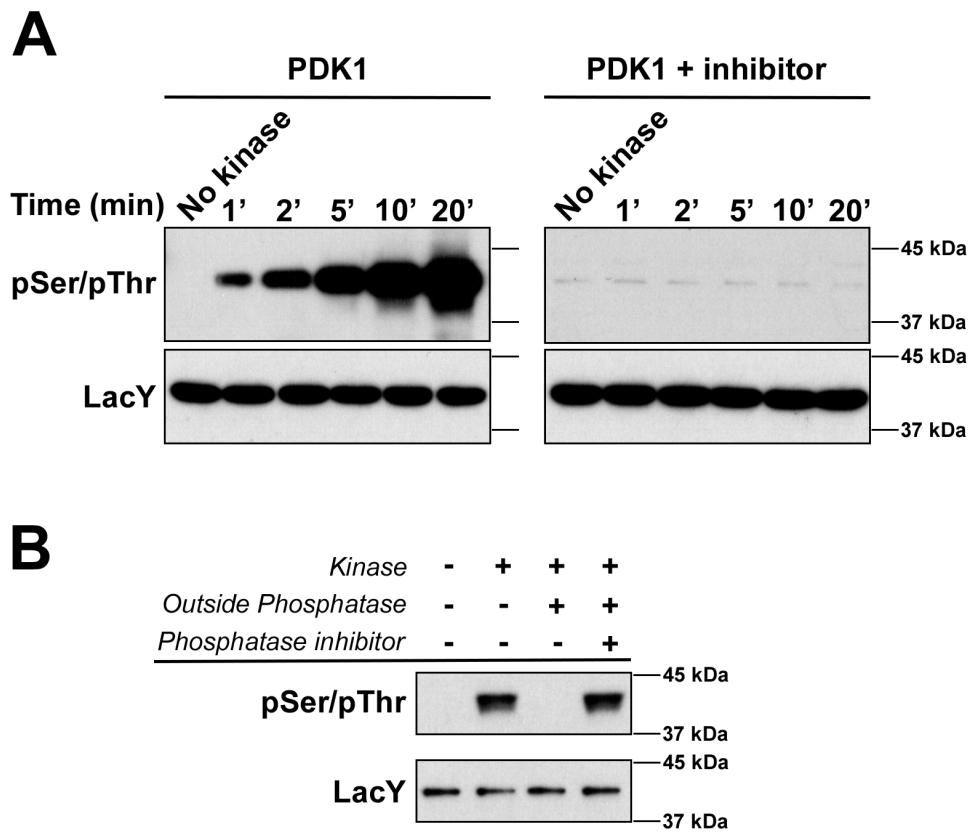 A
PDK1
PDK1 + inhibitor
Time (min) No kinase 1’ 2’ 5’ 10’ 20’ No kinase 1’ 2’ 5’ 10’ 20’
45 kDa
pSer/pThr
37 kDa
45 kDa
LacY
37 kDa
B
Kinase - + + +
Outside Phosphatase - - + +
Phosphatase inhibitor - - - +
45 kDa
pSer/pThr
37 kDa
45 kDa
LacY
37 kDa